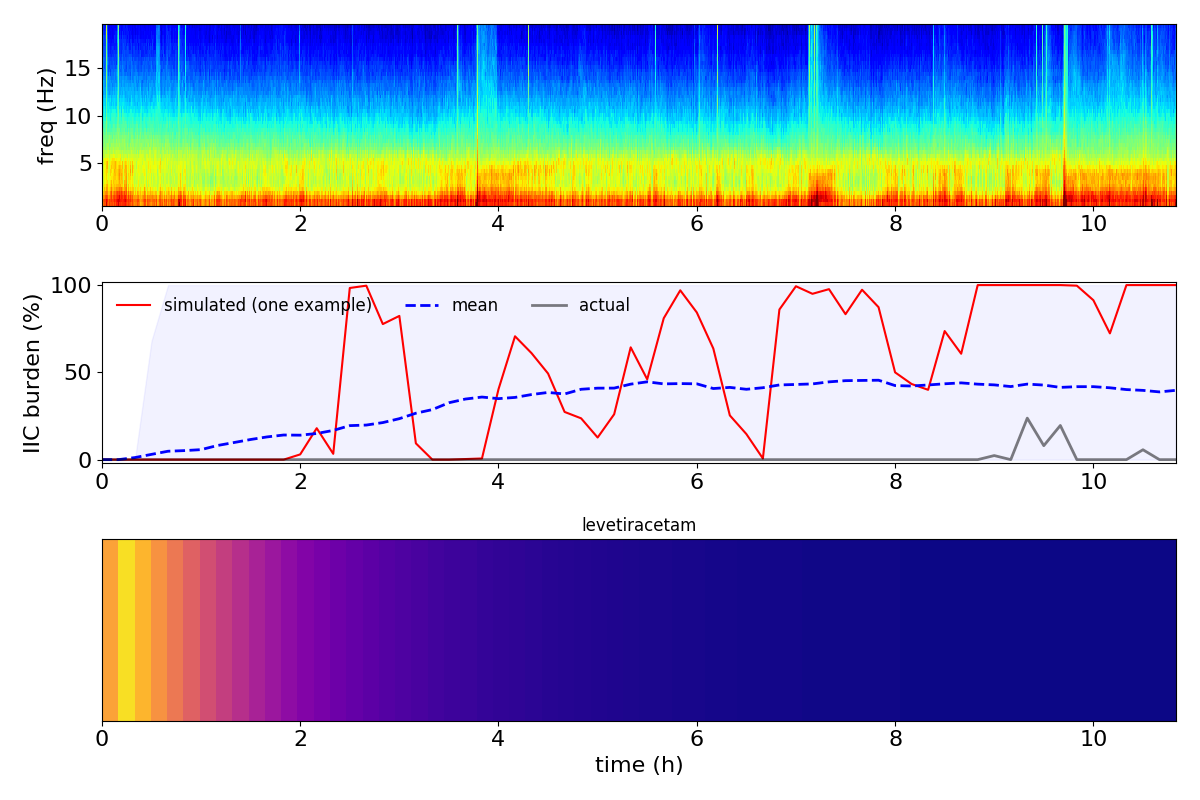 freq (Hz)
15
10
5
0 2 4 6 8 10
IIC burden (%)
100
50
0
simulated (one example) mean actual
0 2 4 6 8 10
levetiracetam
0 2 4 6 8 10
time (h)